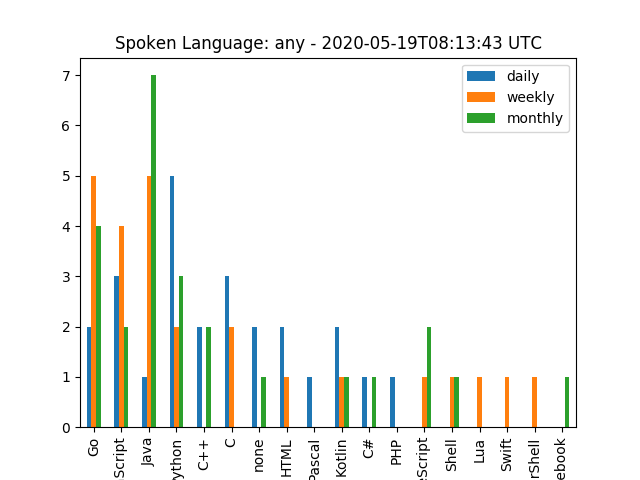 Spoken Language: any - 2020-05-19T08:13:43 UTC
daily
weekly
monthly
7
6
5
4
3
2
1
0
Go
Script
Java
ython
C++
C
none
HTML
Pascal
Kotlin
C#
PHP
Script
Shell
Lua
Swift
rShell
ebook